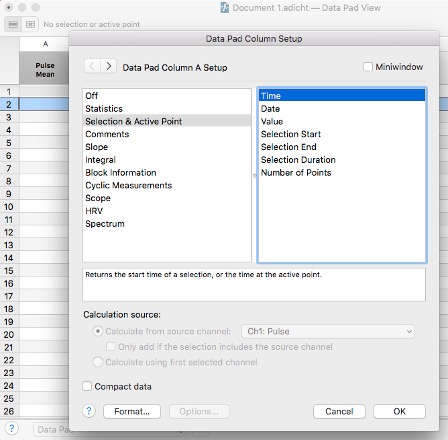 Document 1.adicht — Data Pad View
No selection or active point
A
Pulse
Mean
1
2
3
4
5
6
7
8
9
10
11
12
13
14
15
16
17
18
19
20
21
22
23
24
25
26
Data Pad Column Setup
Data Pad Column A Setup
Miniwindow
Off
Statistics
Selection & Active Point
Comments
Slope
Integral
Block Information
Cyclic Measurements
Scope
HRV
Spectrum
Time
Date
Value
Selection Start
Selection End
Selection Duration
Number of Points
Returns the start time of a selection, or the time at the active point.
Calculation source:
Calculate from source channel: Ch1: Pulse
Only add if the selection includes the source channel
Calculate using first selected channel
Compact data
? Format... Options... Cancel OK
? Data